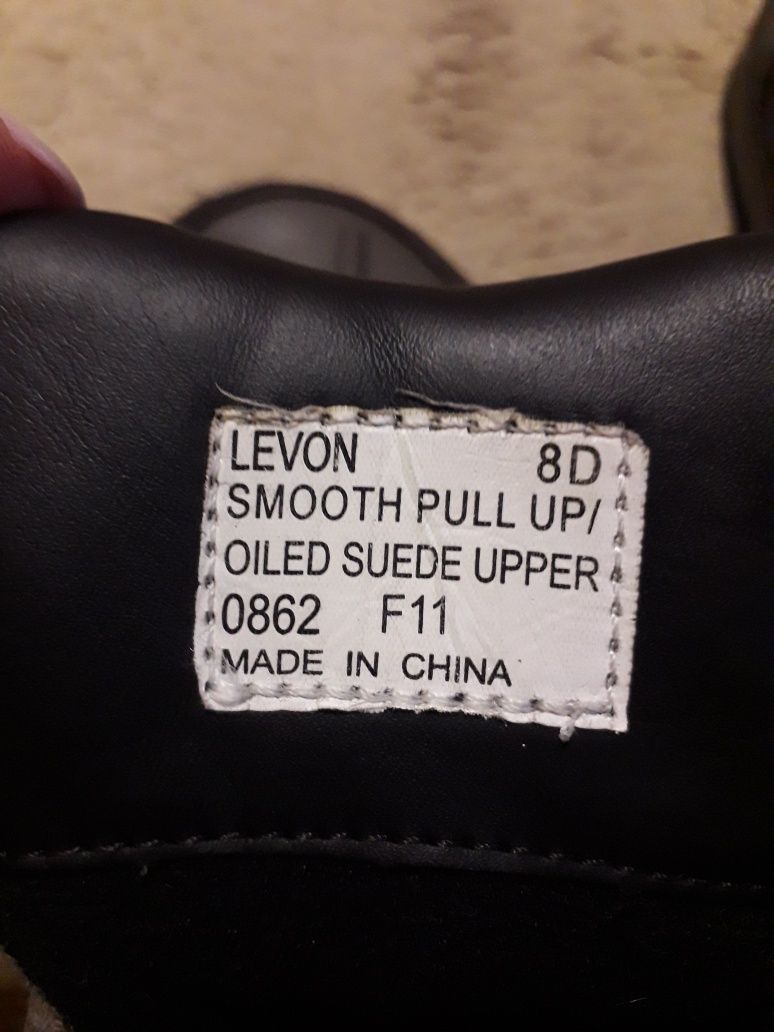 LEVON 8D
SMOOTH PULL UP/
OILED SUEDE UPPER
0862 F11
MADE IN CHINA